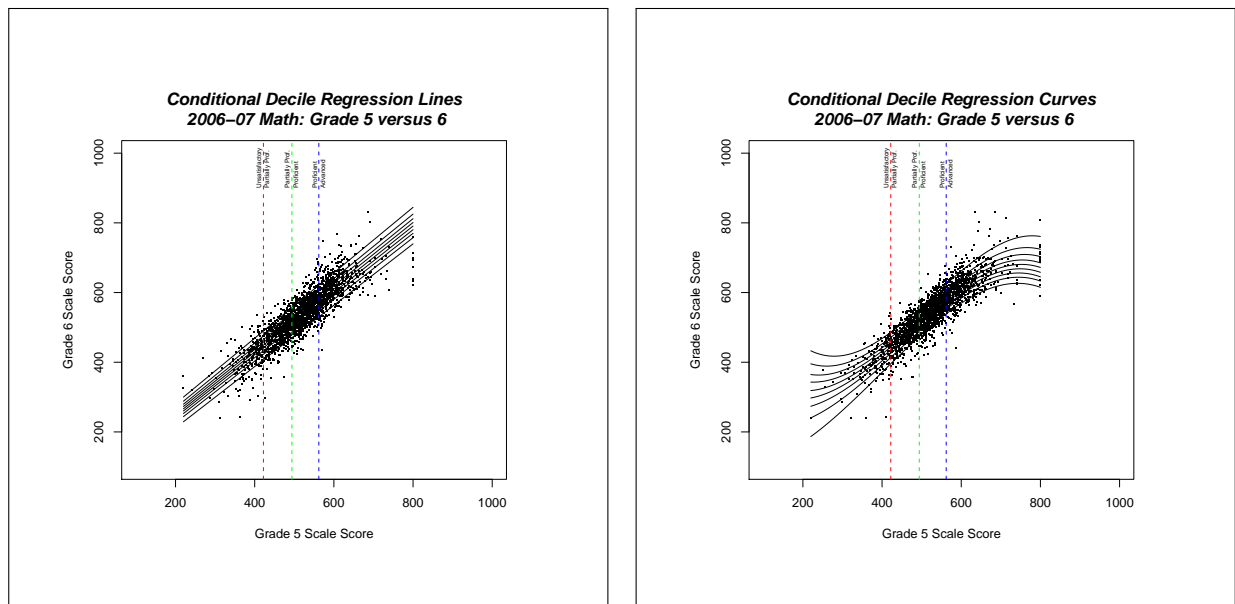 Conditional Decile Regression Lines
2006–07 Math: Grade 5 versus 6
Unsatisfactory
Partially Prof.
Partially Prof.
Proficient
Proficient
Advanced
1000
800
600
400
200
Grade 6 Scale Score
200 400 600 800 1000
Grade 5 Scale Score
Conditional Decile Regression Curves
2006–07 Math: Grade 5 versus 6
Unsatisfactory
Partially Prof.
Partially Prof.
Proficient
Proficient
Advanced
1000
800
600
400
200
Grade 6 Scale Score
200 400 600 800 1000
Grade 5 Scale Score